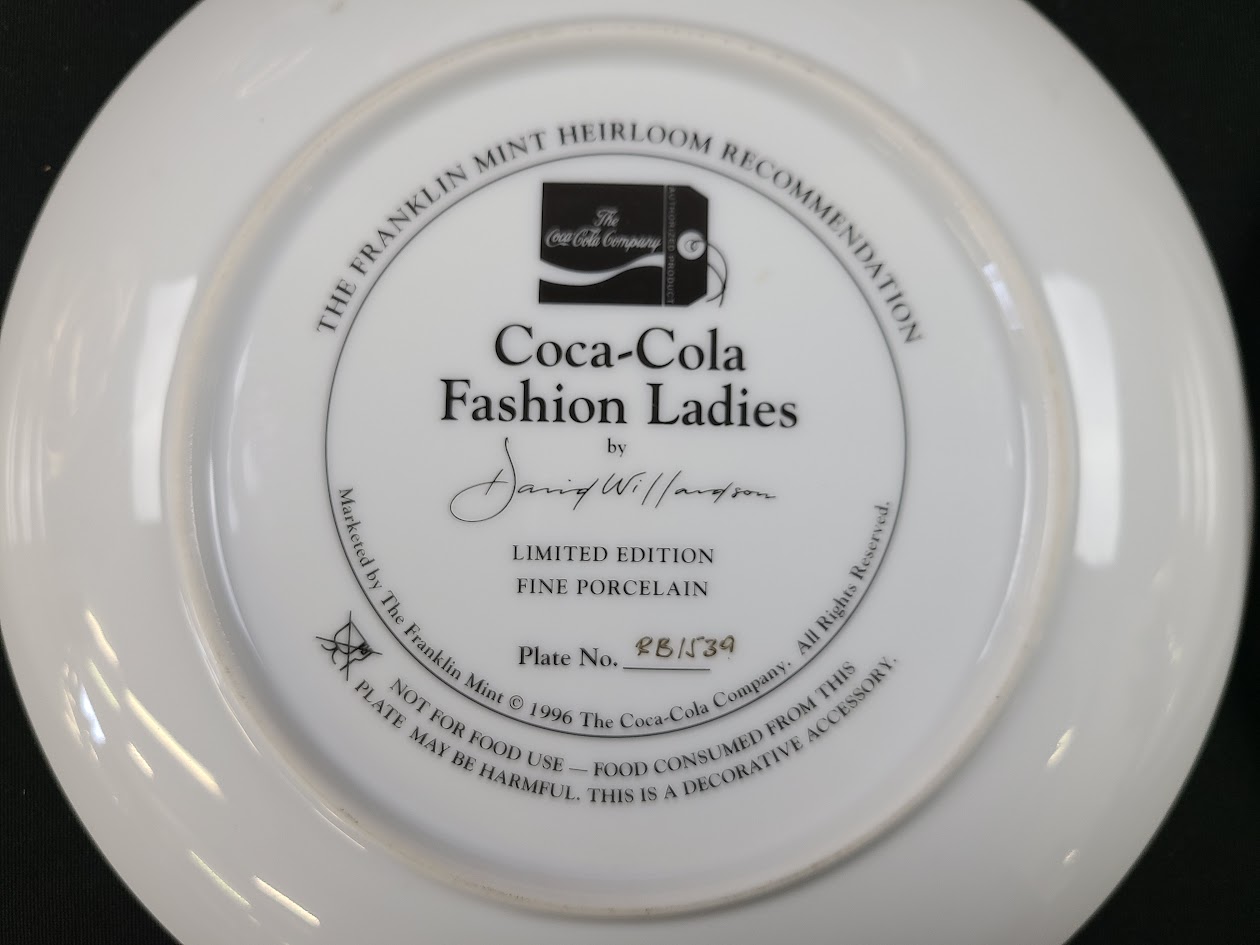 THE FRANKLIN MINT HEIRLOOM RECOMMENDATION
The
Coca-Cola Company
AUTHORIZED PRODUCT
Coca-Cola
Fashion Ladies
by
David Willardson
LIMITED EDITION
FINE PORCELAIN
Plate No. RB1539
Marketed by The Franklin Mint © 1996 The Coca-Cola Company. All Rights Reserved.
NOT FOR FOOD USE — FOOD CONSUMED FROM THIS
PLATE MAY BE HARMFUL. THIS IS A DECORATIVE ACCESSORY.